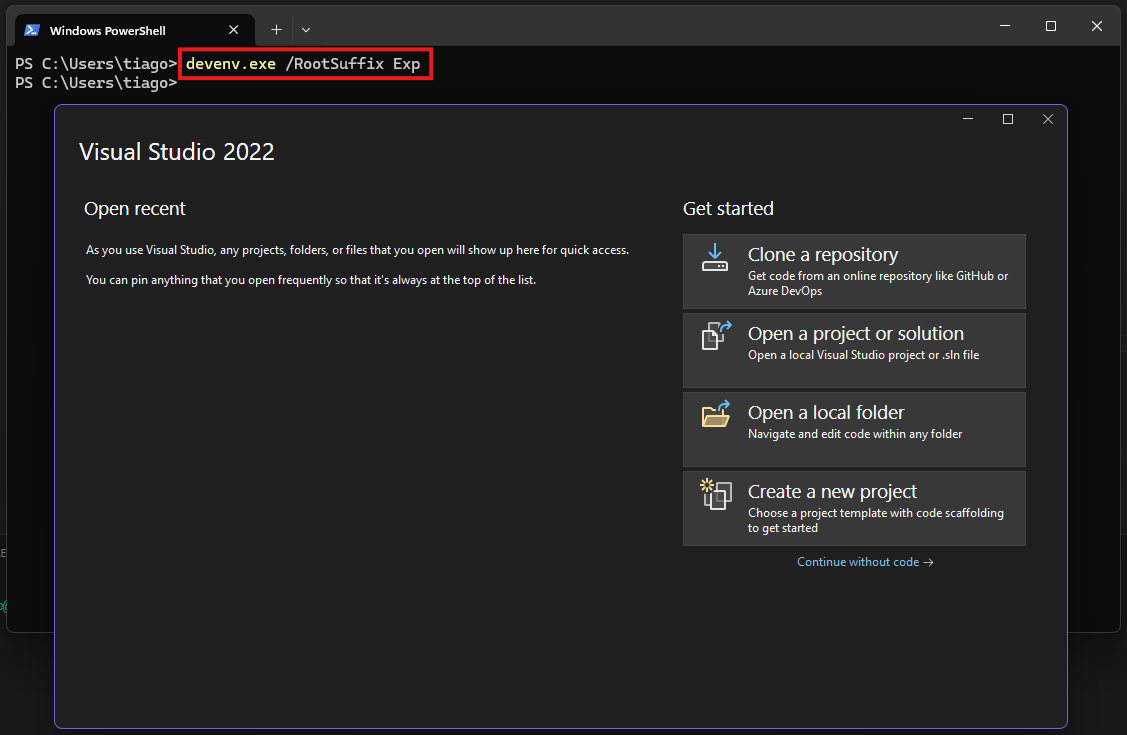 Windows PowerShell
PS C:\Users\tiago> devenv.exe /RootSuffix Exp
PS C:\Users\tiago>
Visual Studio 2022
Open recent
As you use Visual Studio, any projects, folders, or files that you open will show up here for quick access.
You can pin anything that you open frequently so that it's always at the top of the list.
Get started
Clone a repository
Get code from an online repository like GitHub or
Azure DevOps
Open a project or solution
Open a local Visual Studio project or .sln file
Open a local folder
Navigate and edit code within any folder
Create a new project
Choose a project template with code scaffolding
to get started
Continue without code →